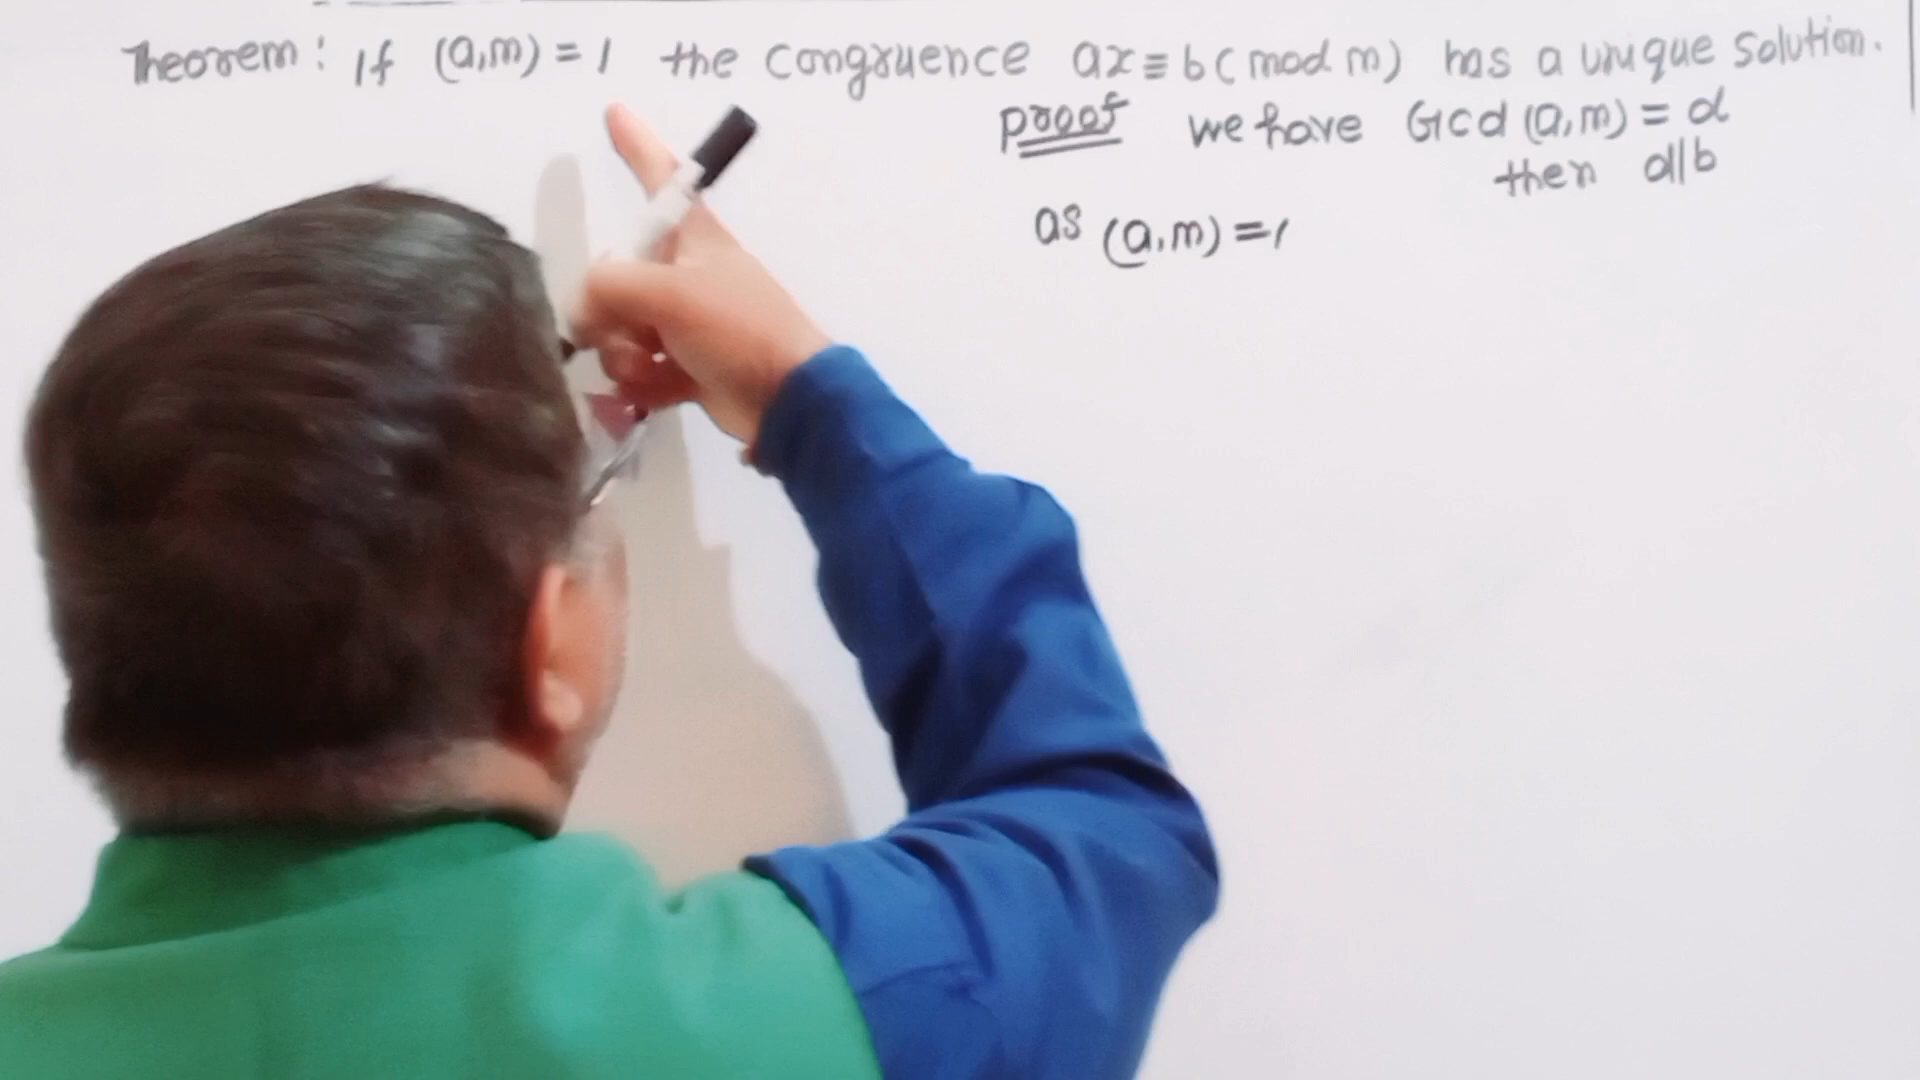 Theorem: If (a,m) = 1 the congruence ax ≡ b (mod m) has a unique solution.
proof we have Gcd (a,m) = d
then d|b
as (a,m) = 1